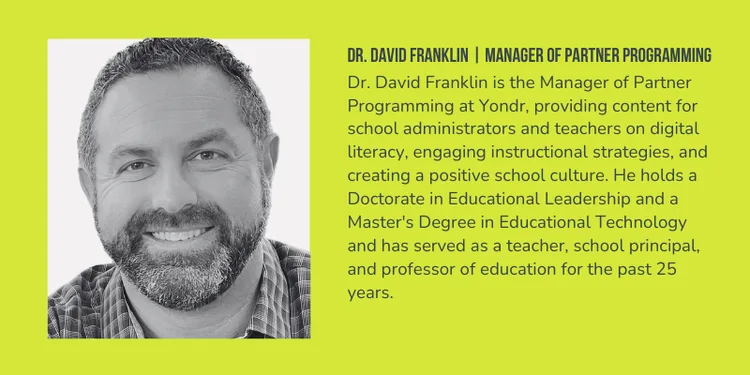 DR. DAVID FRANKLIN | MANAGER OF PARTNER PROGRAMMING
Dr. David Franklin is the Manager of Partner
Programming at Yondr, providing content for
school administrators and teachers on digital
literacy, engaging instructional strategies, and
creating a positive school culture. He holds a
Doctorate in Educational Leadership and a
Master's Degree in Educational Technology
and has served as a teacher, school principal,
and professor of education for the past 25
years.